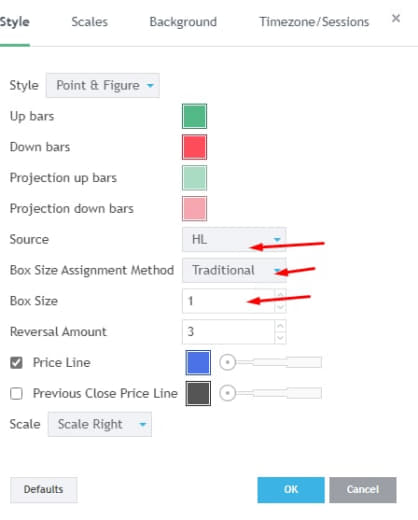 Style Scales Background Timezone/Sessions ×
Style Point & Figure
Up bars
Down bars
Projection up bars
Projection down bars
Source HL
Box Size Assignment Method Traditional
Box Size 1
Reversal Amount 3
Price Line
Previous Close Price Line
Scale Scale Right
Defaults OK Cancel